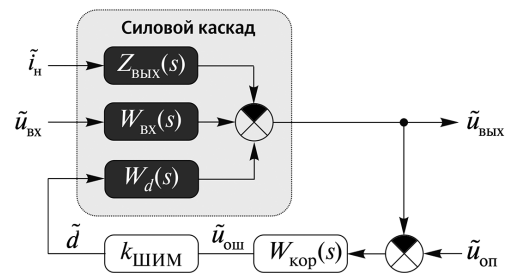 Силовой каскад
ĩн
Zвых(s)
ũвх
Wвх(s)
ũвых
Wd(s)
d̃
kШИМ
ũош
Wкор(s)
ũоп